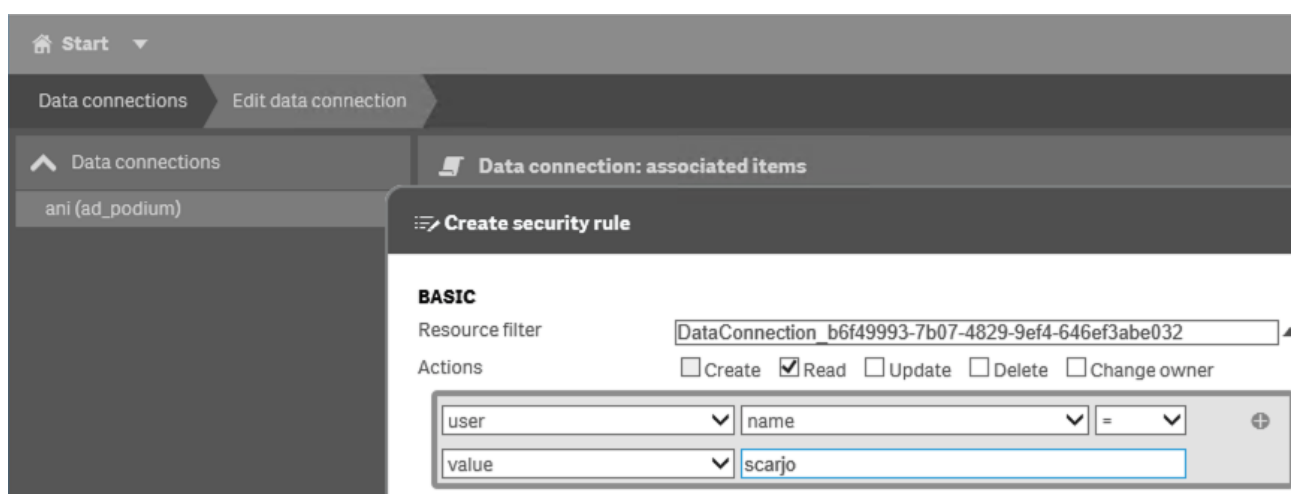 Start
Data connections Edit data connection
Data connections
Data connection: associated items
ani (ad_podium)
Create security rule
BASIC
Resource filter DataConnection_b6f49993-7b07-4829-9ef4-646ef3abe032
Actions Create Read Update Delete Change owner
user name =
value scarjo